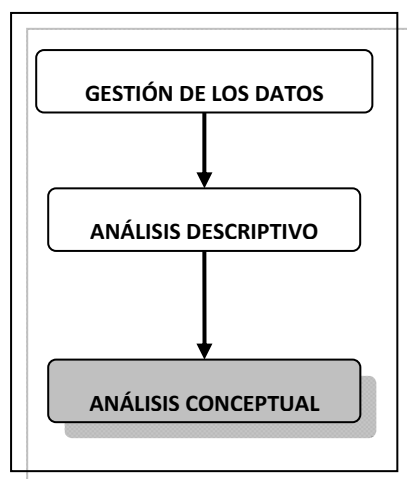 GESTIÓN DE LOS DATOS
ANÁLISIS DESCRIPTIVO
ANÁLISIS CONCEPTUAL